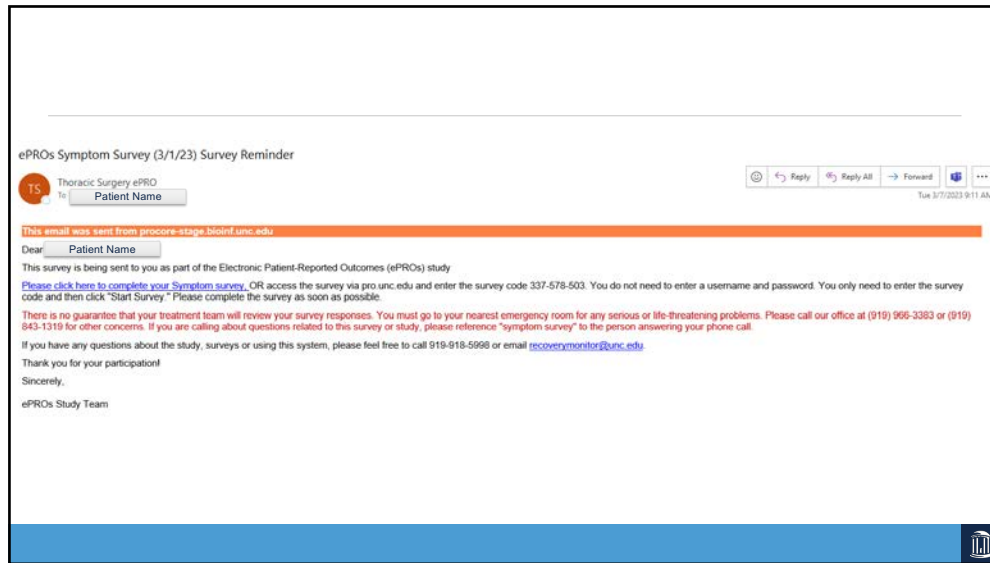 ePROs Symptom Survey (3/1/23) Survey Reminder
TS
Thoracic Surgery ePRO
To Patient Name
Reply Reply All Forward ...
Tue 3/7/2023 9:11 AM
This email was sent from procore-stage.bioinf.unc.edu
Dear Patient Name
This survey is being sent to you as part of the Electronic Patient-Reported Outcomes (ePROs) study
Please click here to complete your Symptom survey, OR access the survey via pro.unc.edu and enter the survey code 337-578-503. You do not need to enter a username and password. You only need to enter the survey
code and then click "Start Survey." Please complete the survey as soon as possible.
There is no guarantee that your treatment team will review your survey responses. You must go to your nearest emergency room for any serious or life-threatening problems. Please call our office at (919) 966-3383 or (919)
843-1319 for other concerns. If you are calling about questions related to this survey or study, please reference "symptom survey" to the person answering your phone call.
If you have any questions about the study, surveys or using this system, please feel free to call 919-918-5998 or email recoverymonitor@unc.edu.
Thank you for your participation!
Sincerely,
ePROs Study Team